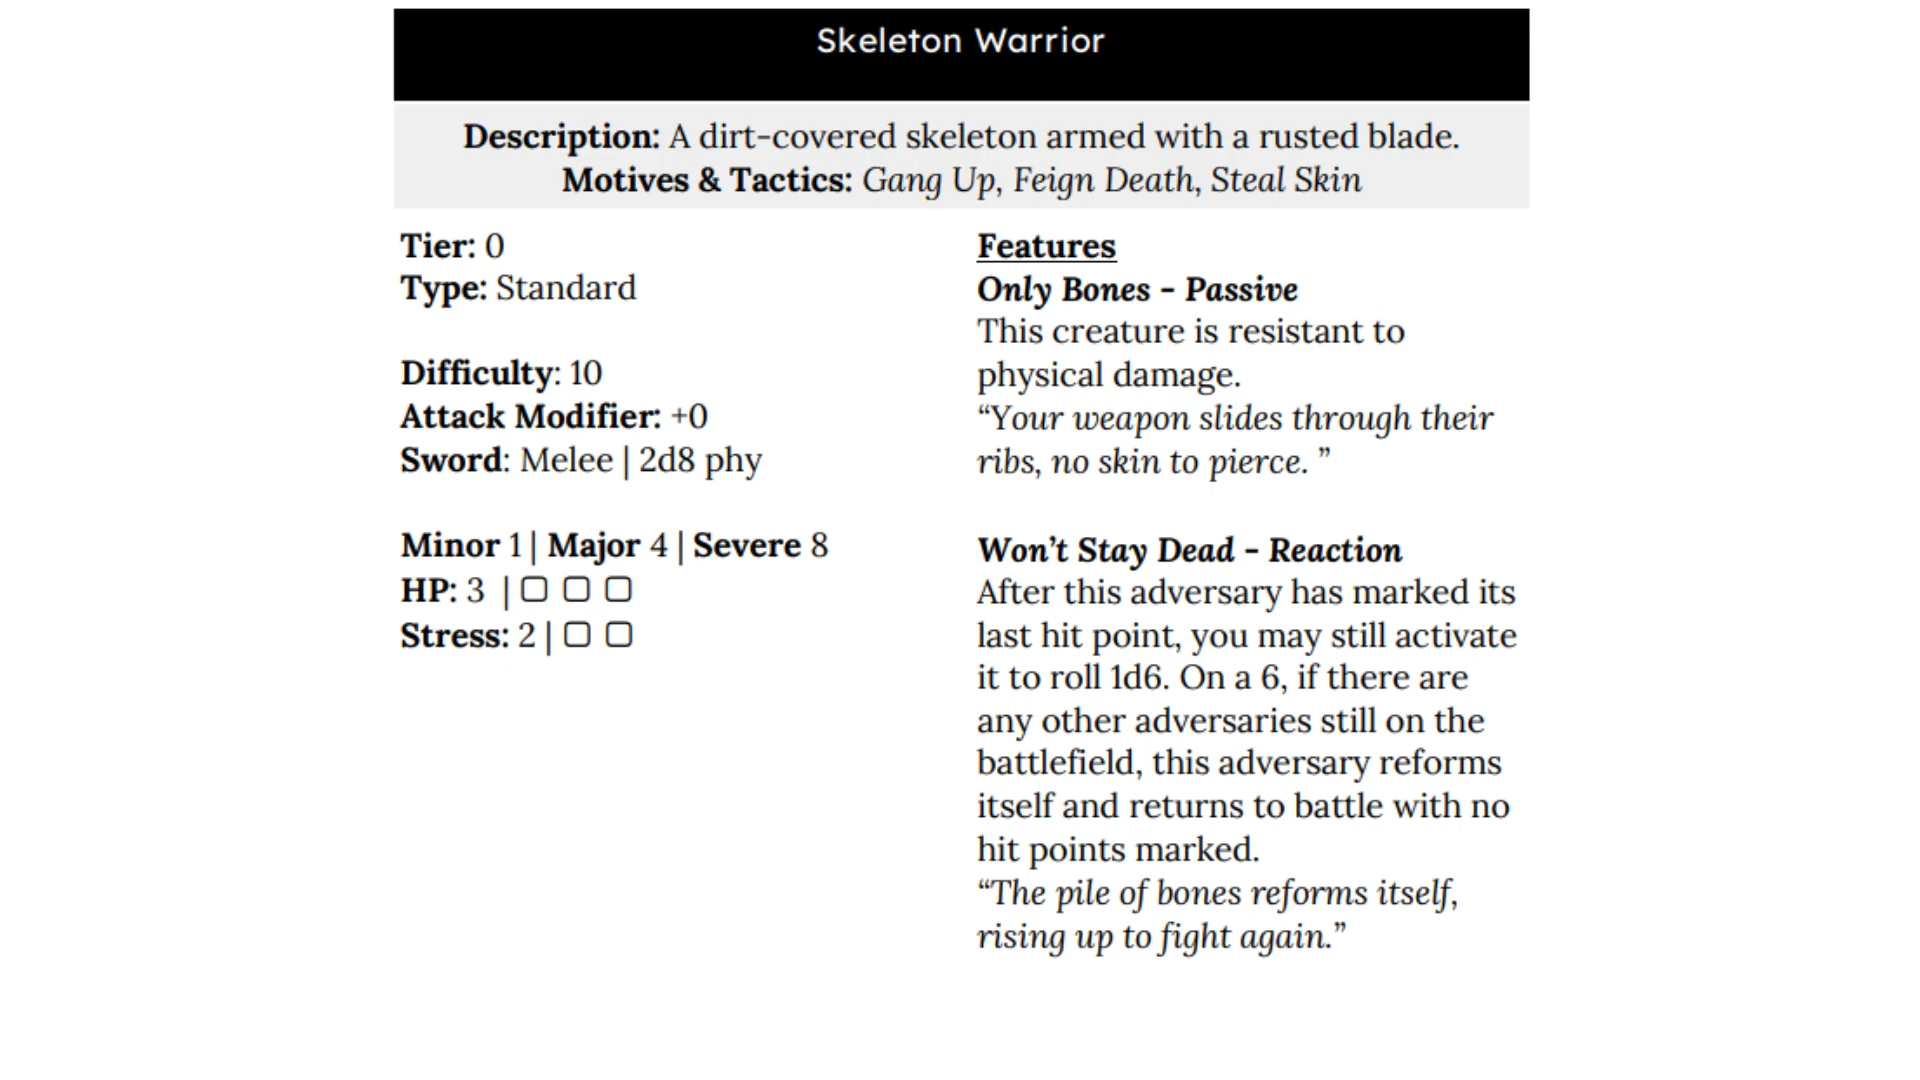 Skeleton Warrior
Description: A dirt-covered skeleton armed with a rusted blade.
Motives & Tactics: Gang Up, Feign Death, Steal Skin
Tier: 0
Type: Standard
Difficulty: 10
Attack Modifier: +0
Sword: Melee | 2d8 phy
Minor 1 | Major 4 | Severe 8
HP: 3 | ▢ ▢ ▢
Stress: 2 | ▢ ▢
Features
Only Bones - Passive
This creature is resistant to
physical damage.
“Your weapon slides through their
ribs, no skin to pierce. ”
Won’t Stay Dead - Reaction
After this adversary has marked its
last hit point, you may still activate
it to roll 1d6. On a 6, if there are
any other adversaries still on the
battlefield, this adversary reforms
itself and returns to battle with no
hit points marked.
“The pile of bones reforms itself,
rising up to fight again.”